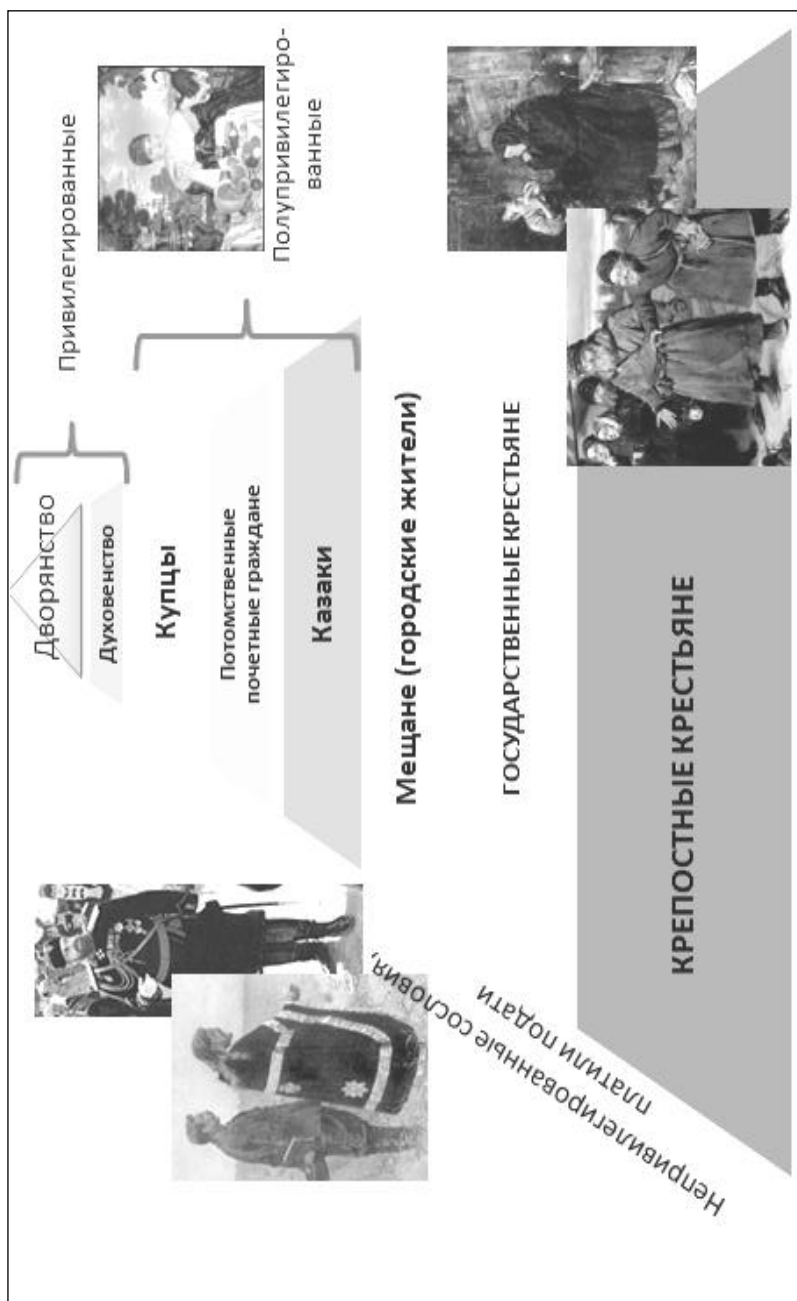 Дворянство
Духовенство
Привилегированные
Купцы
Потомственные
почетные граждане
Казаки
Полупривилегиро-
ванные
Мещане (городские жители)
ГОСУДАРСТВЕННЫЕ КРЕСТЬЯНЕ
КРЕПОСТНЫЕ КРЕСТЬЯНЕ
Непривилегированные сословия,
платили подати